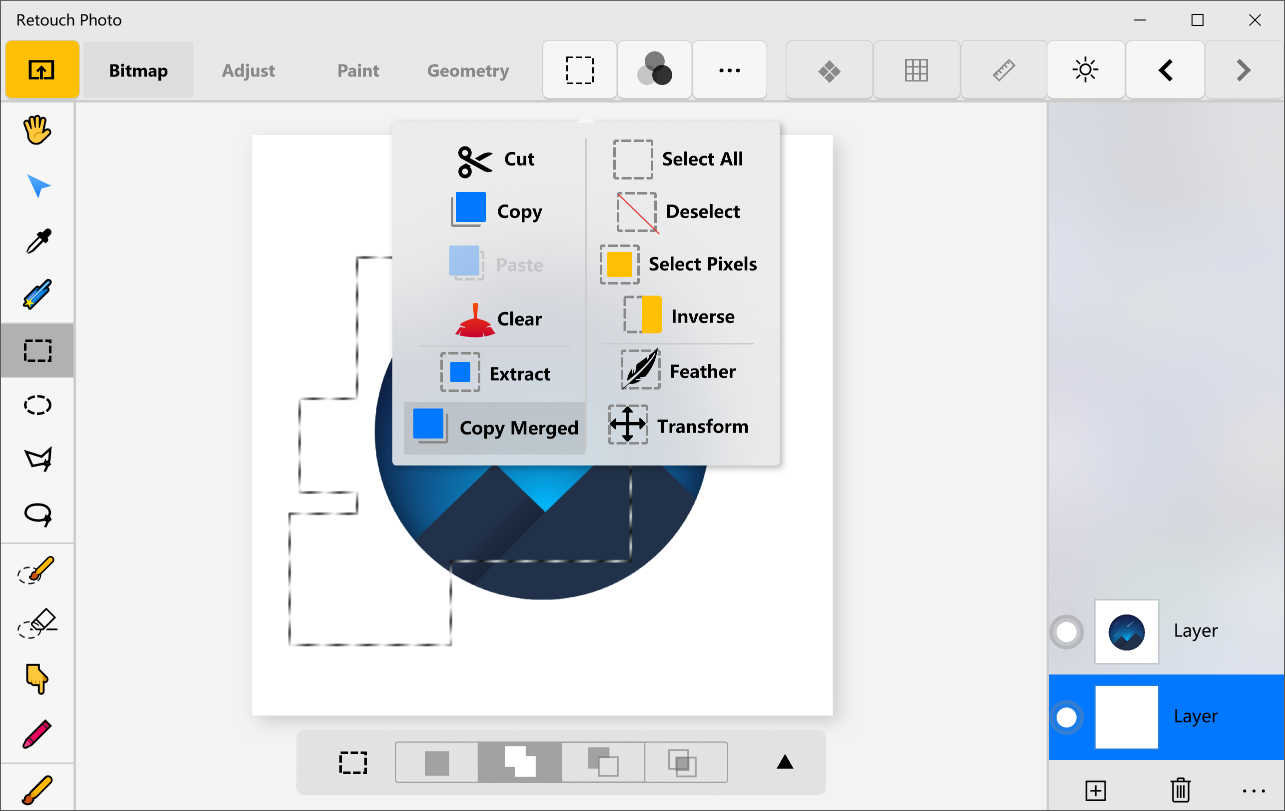 Retouch Photo
Bitmap
Adjust
Paint
Geometry
Cut
Copy
Paste
Clear
Extract
Copy Merged
Select All
Deselect
Select Pixels
Inverse
Feather
Transform
Layer
Layer